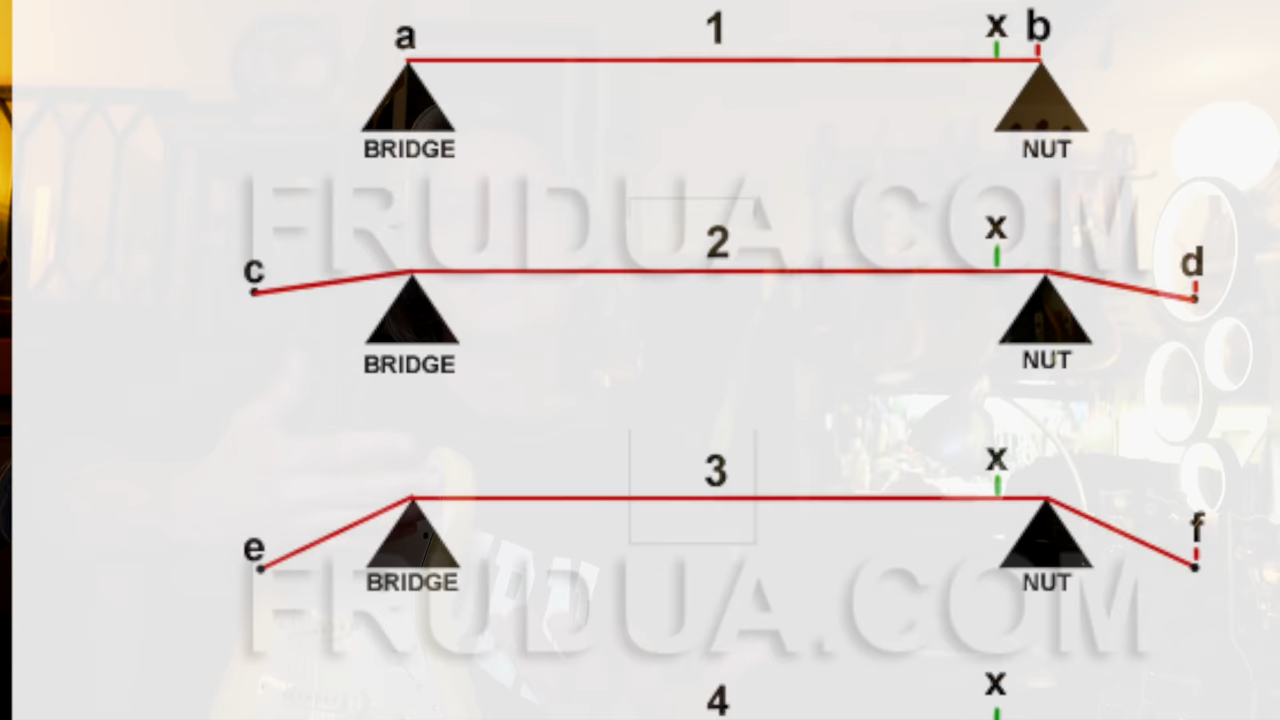 a 1 x b
BRIDGE NUT
FRUDUA.COM
c 2 x d
BRIDGE NUT
e 3 x f
BRIDGE NUT
FRUDUA.COM
4 x